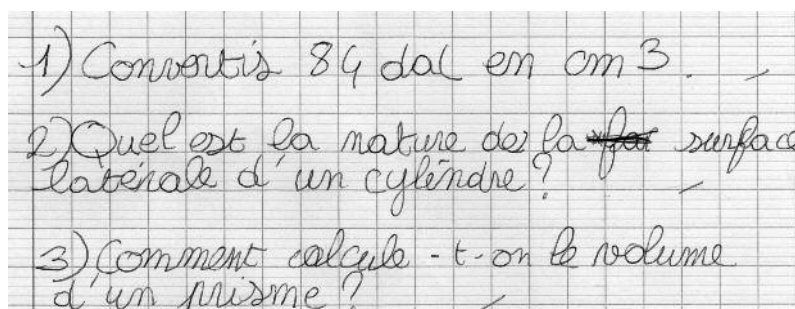 1) Convertis 84 dal en cm3.
2) Quel est la nature de la surface
latérale d'un cylindre ?
3) Comment calcule-t-on le volume
d'un prisme ?